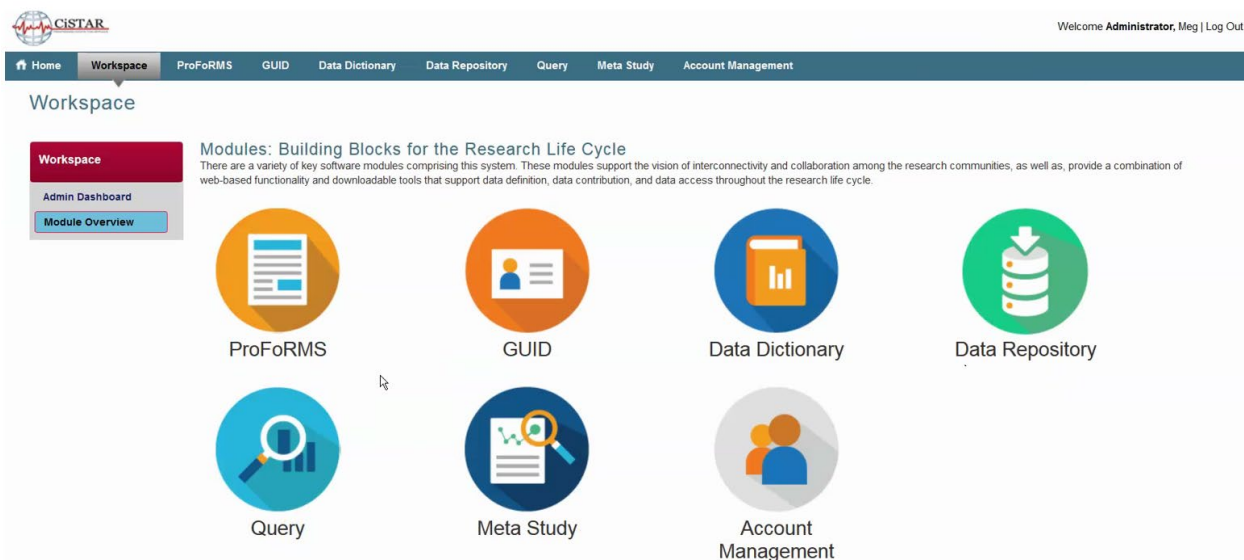 CiSTAR
Welcome Administrator, Meg | Log Out
Home Workspace ProFoRMS GUID Data Dictionary Data Repository Query Meta Study Account Management
Workspace
Workspace
Admin Dashboard
Module Overview
Modules: Building Blocks for the Research Life Cycle
There are a variety of key software modules comprising this system. These modules support the vision of interconnectivity and collaboration among the research communities, as well as, provide a combination of
web-based functionality and downloadable tools that support data definition, data contribution, and data access throughout the research life cycle.
ProFoRMS GUID Data Dictionary Data Repository
Query Meta Study Account
Management